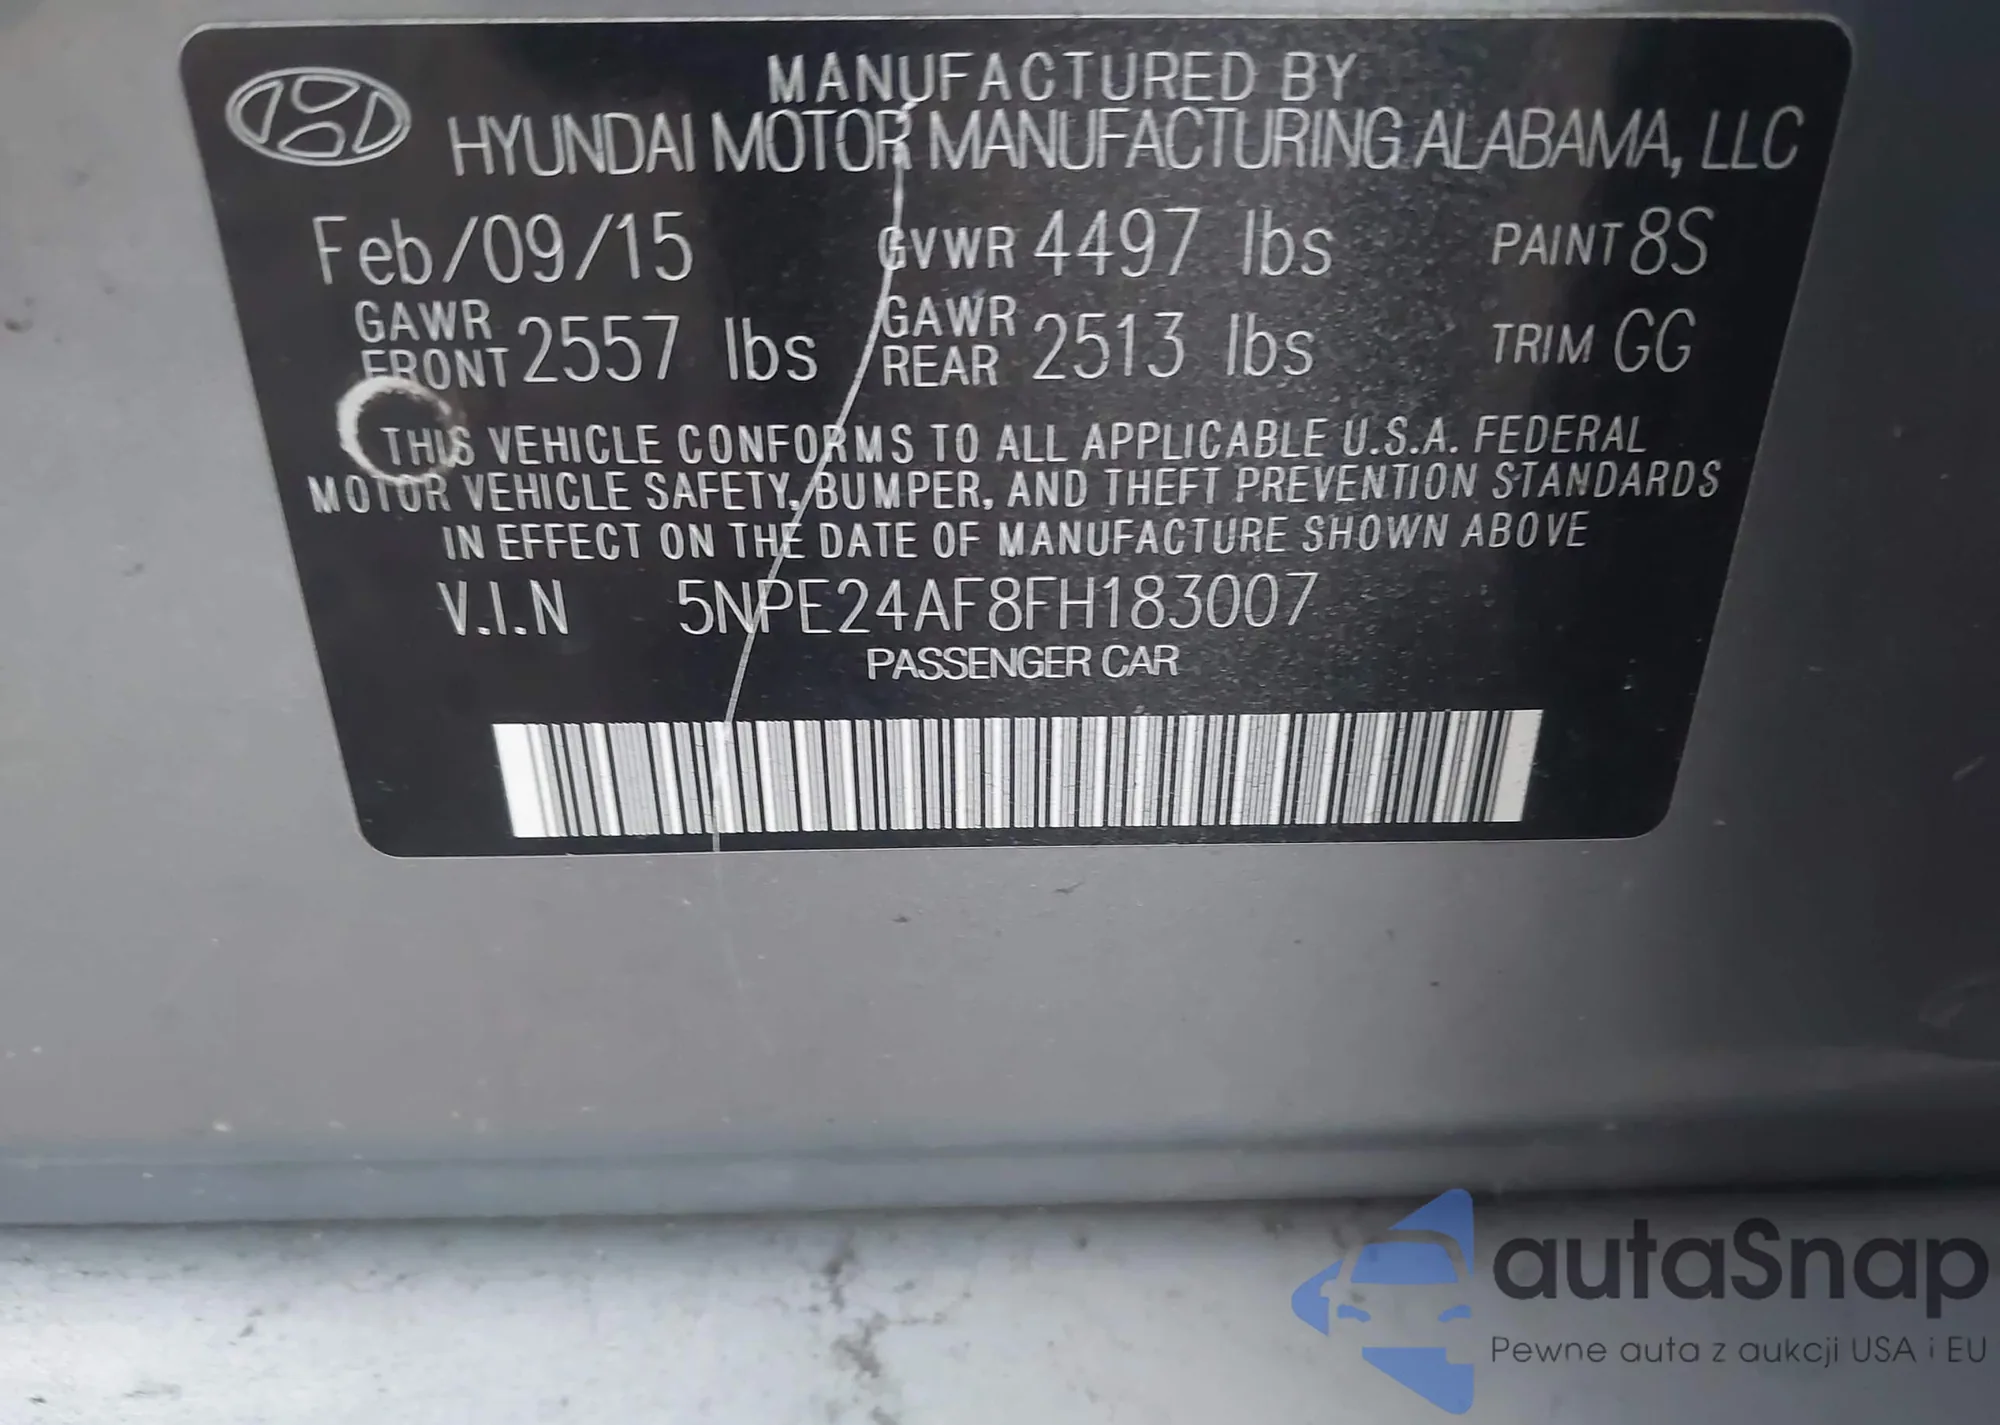 MANUFACTURED BY
HYUNDAI MOTOR MANUFACTURING ALABAMA, LLC
Feb/09/15 GVWR 4497 lbs PAINT 8S
GAWR FRONT 2557 lbs GAWR REAR 2513 lbs TRIM GG
THIS VEHICLE CONFORMS TO ALL APPLICABLE U.S.A. FEDERAL
MOTOR VEHICLE SAFETY, BUMPER, AND THEFT PREVENTION STANDARDS
IN EFFECT ON THE DATE OF MANUFACTURE SHOWN ABOVE
V.I.N 5NPE24AF8FH183007
PASSENGER CAR
autaSnap
Pewne auta z aukcji USA i EU